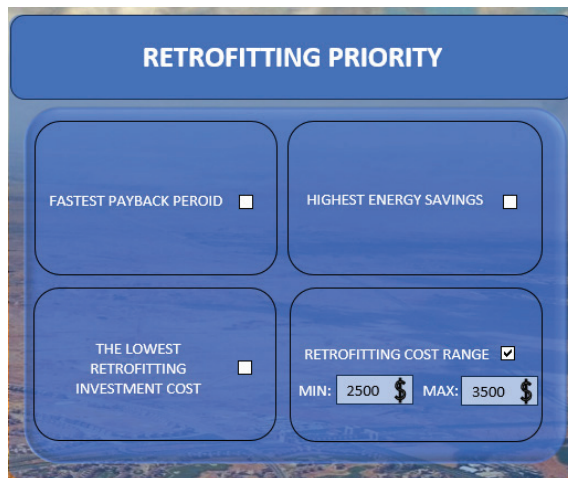 RETROFITTING PRIORITY
FASTEST PAYBACK PEROID
HIGHEST ENERGY SAVINGS
THE LOWEST
RETROFITTING
INVESTMENT COST
RETROFITTING COST RANGE
MIN: 2500 $ MAX: 3500 $